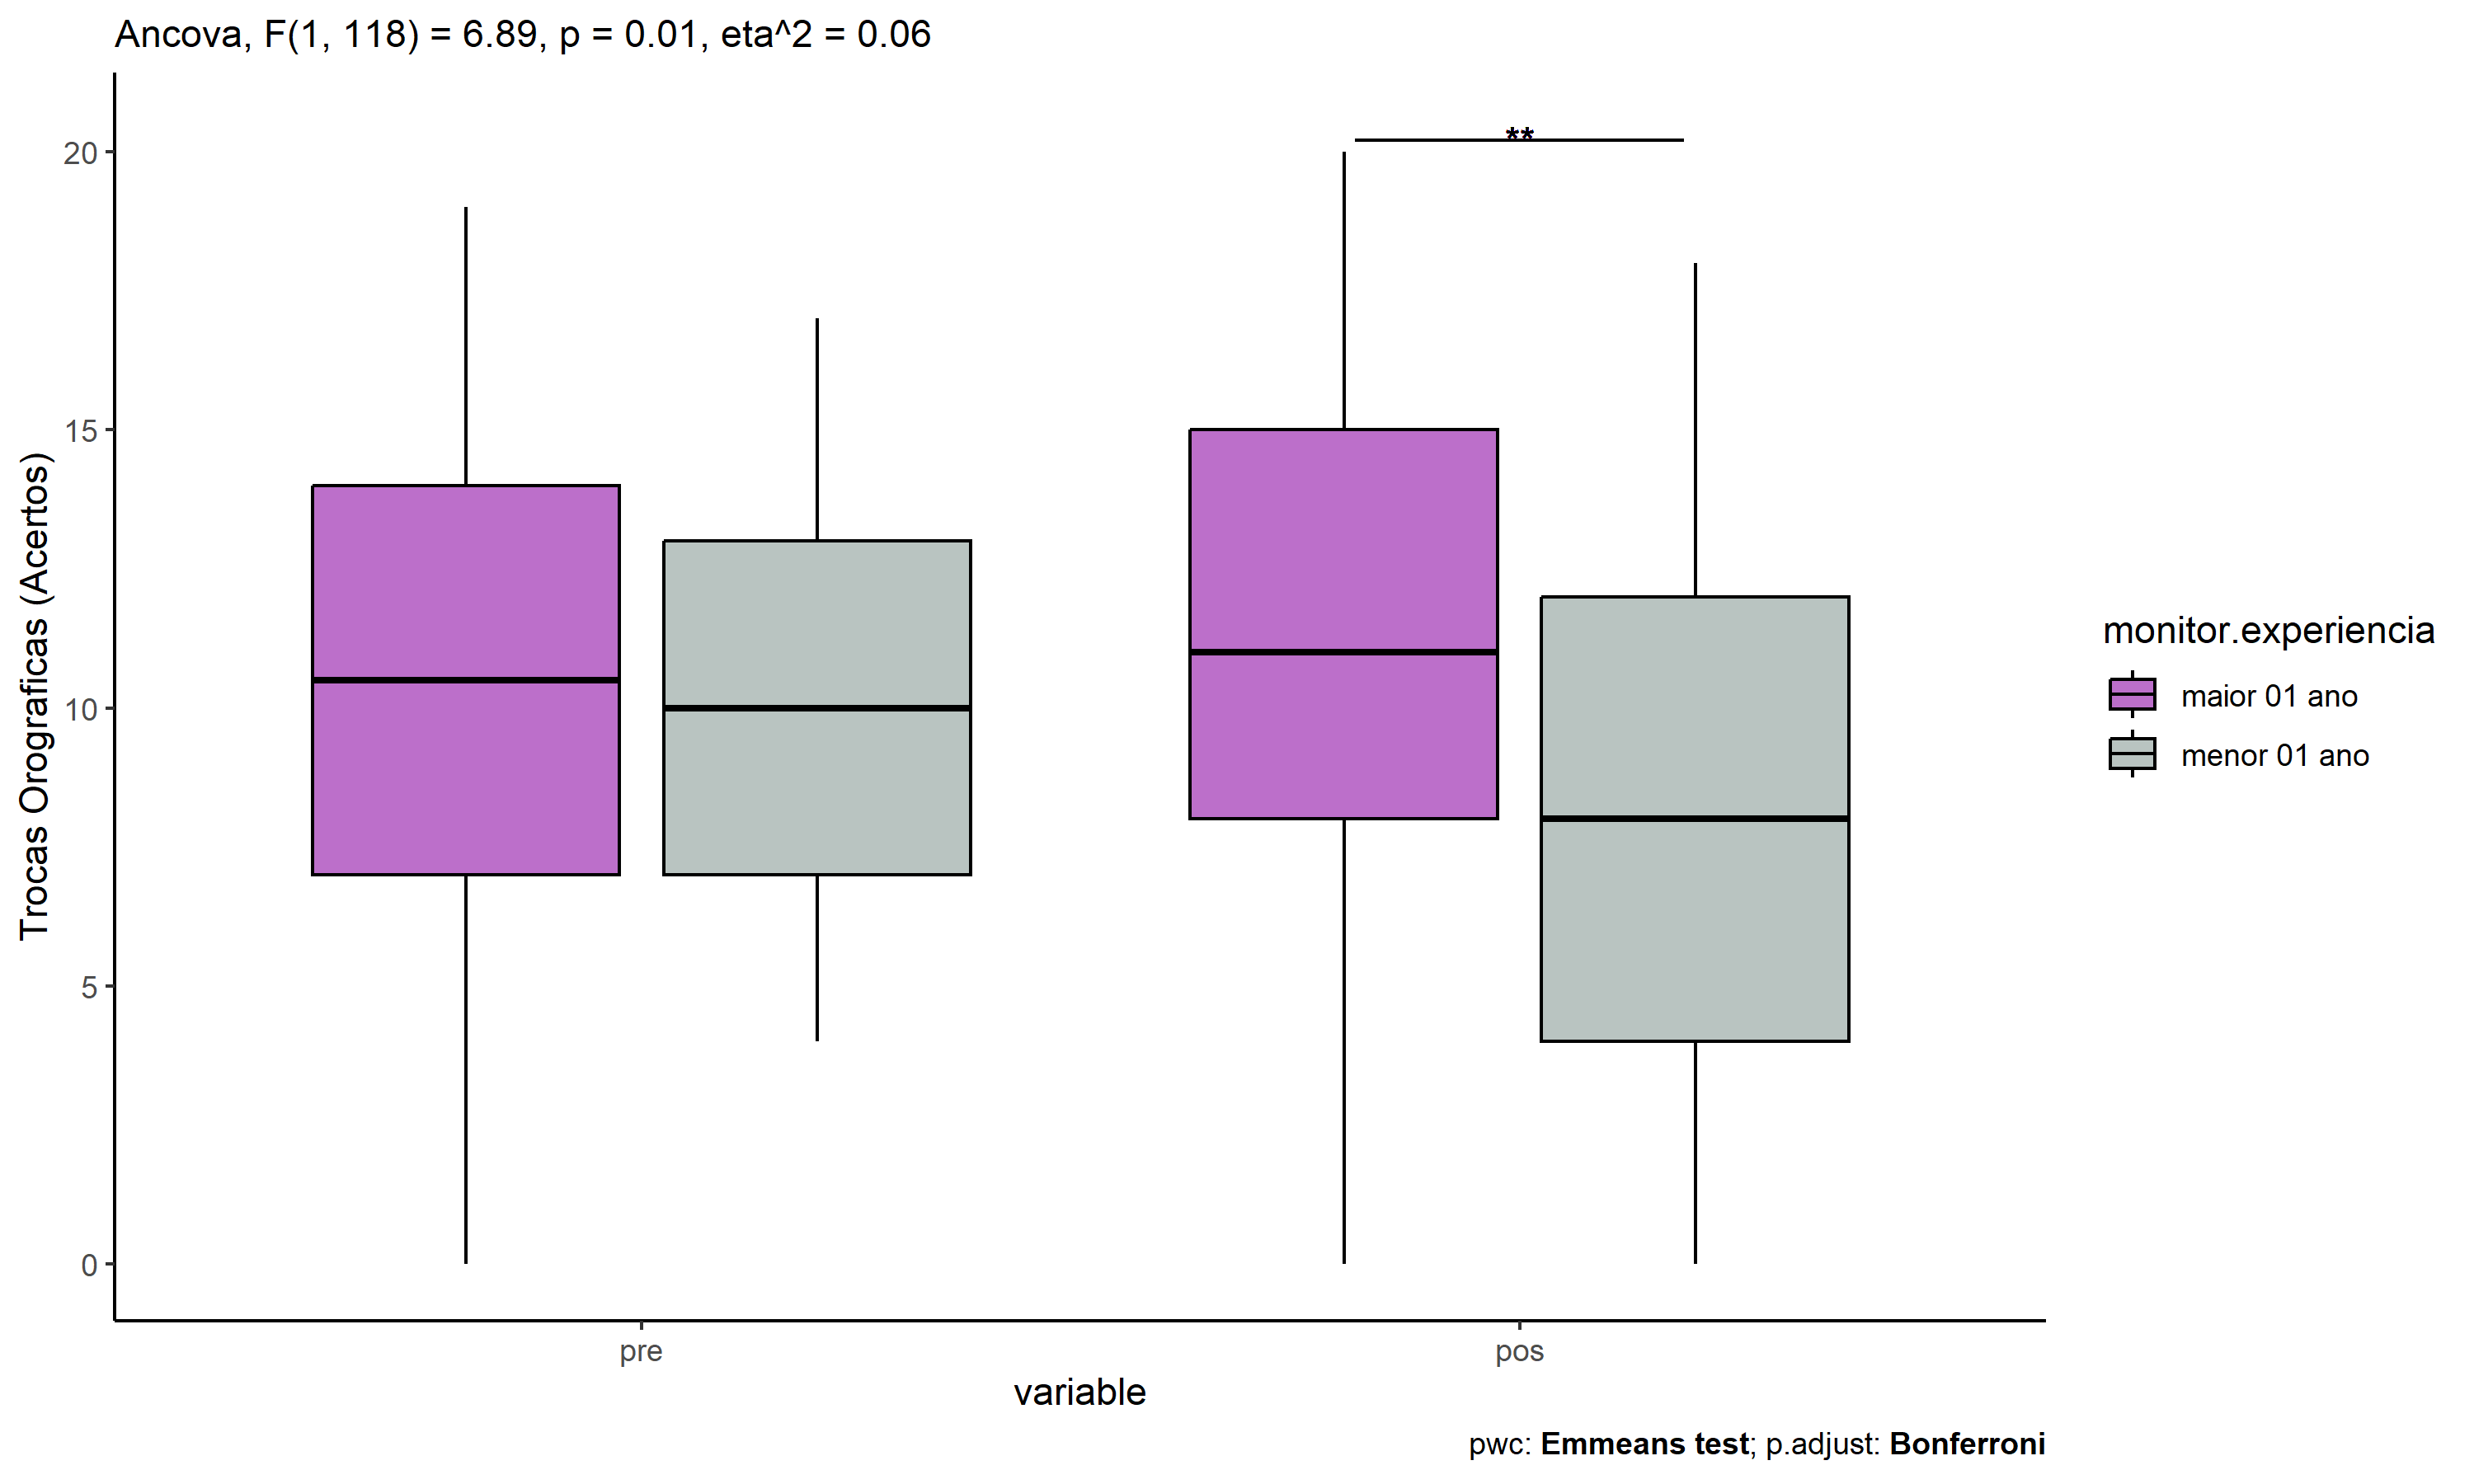 Ancova, F(1, 118) = 6.89, p = 0.01, eta^2 = 0.06
**
20
15
10
5
0
Trocas Orograficas (Acertos)
pre
pos
variable
monitor.experiencia
maior 01 ano
menor 01 ano
pwc: Emmeans test; p.adjust: Bonferroni